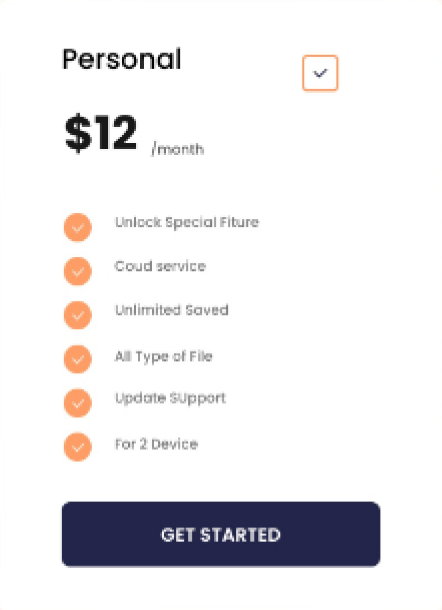 Personal
$12 /month
Unlock Special Fiture
Coud service
Unlimited Saved
All Type of File
Update SUpport
For 2 Device
GET STARTED